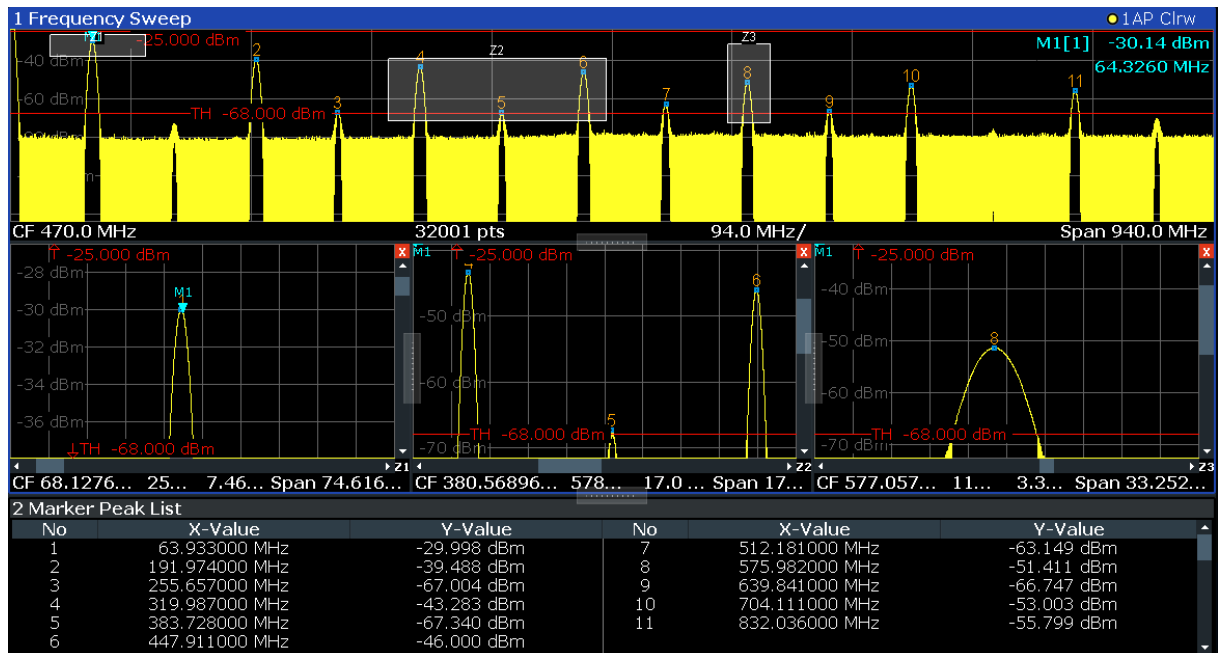 1 Frequency Sweep
1AP Clrw
M1
-25.000 dBm
2
4
Z2
6
Z3
M1[1] -30.14 dBm
64.3260 MHz
-40 dBm
8
10
11
-60 dBm
3
5
7
9
TH -68.000 dBm
CF 470.0 MHz 32001 pts 94.0 MHz/ Span 940.0 MHz
-25.000 dBm
M1 -25.000 dBm
M1 -25.000 dBm
-28 dBm
M1
-30 dBm
-32 dBm
-34 dBm
-36 dBm
TH -68.000 dBm
Z1
4
6
-50 dBm
-60 dBm
5
TH -68.000 dBm
-70 dBm
Z2
-40 dBm
-50 dBm
8
-60 dBm
TH -68.000 dBm
-70 dBm
Z3
CF 68.1276... 25... 7.46... Span 74.616...
CF 380.56896... 578... 17.0 ... Span 17...
CF 577.057... 11... 3.3... Span 33.252...
2 Marker Peak List
No X-Value Y-Value No X-Value Y-Value
1 63.933000 MHz -29.998 dBm 7 512.181000 MHz -63.149 dBm
2 191.974000 MHz -39.488 dBm 8 575.982000 MHz -51.411 dBm
3 255.657000 MHz -67.004 dBm 9 639.841000 MHz -66.747 dBm
4 319.987000 MHz -43.283 dBm 10 704.111000 MHz -53.003 dBm
5 383.728000 MHz -67.340 dBm 11 832.036000 MHz -55.799 dBm
6 447.911000 MHz -46.000 dBm